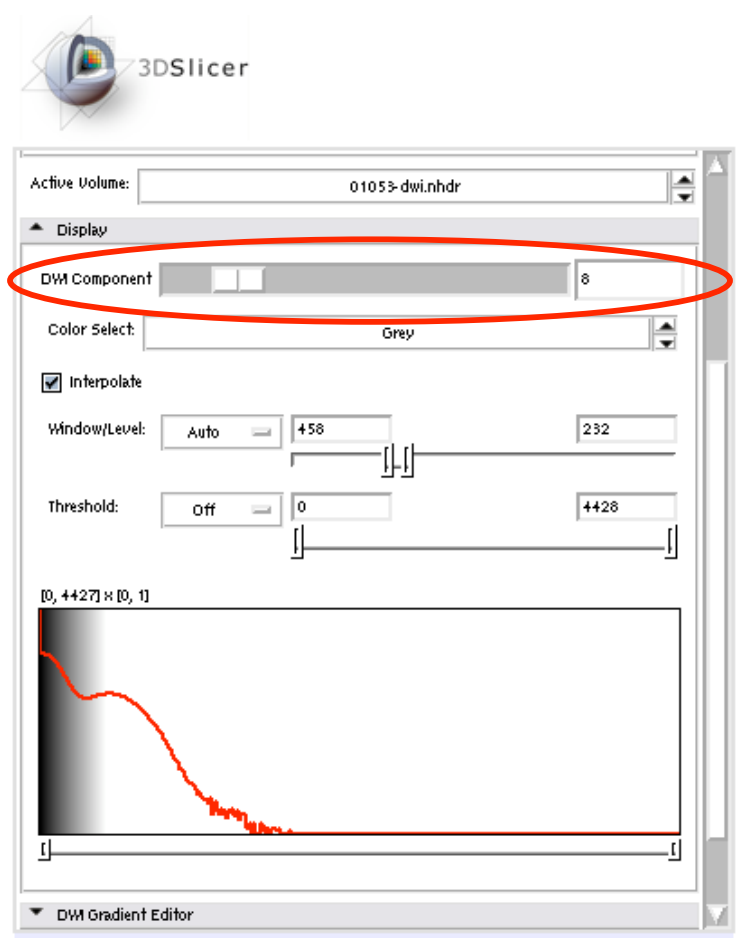 3DSlicer
Active Volume: 01053-dwi.nhdr
Display
DWI Component 8
Color Select: Grey
Interpolate
Window/Level: Auto 458 232
Threshold: Off 0 4428
[0, 4427] x [0, 1]
DWI Gradient Editor